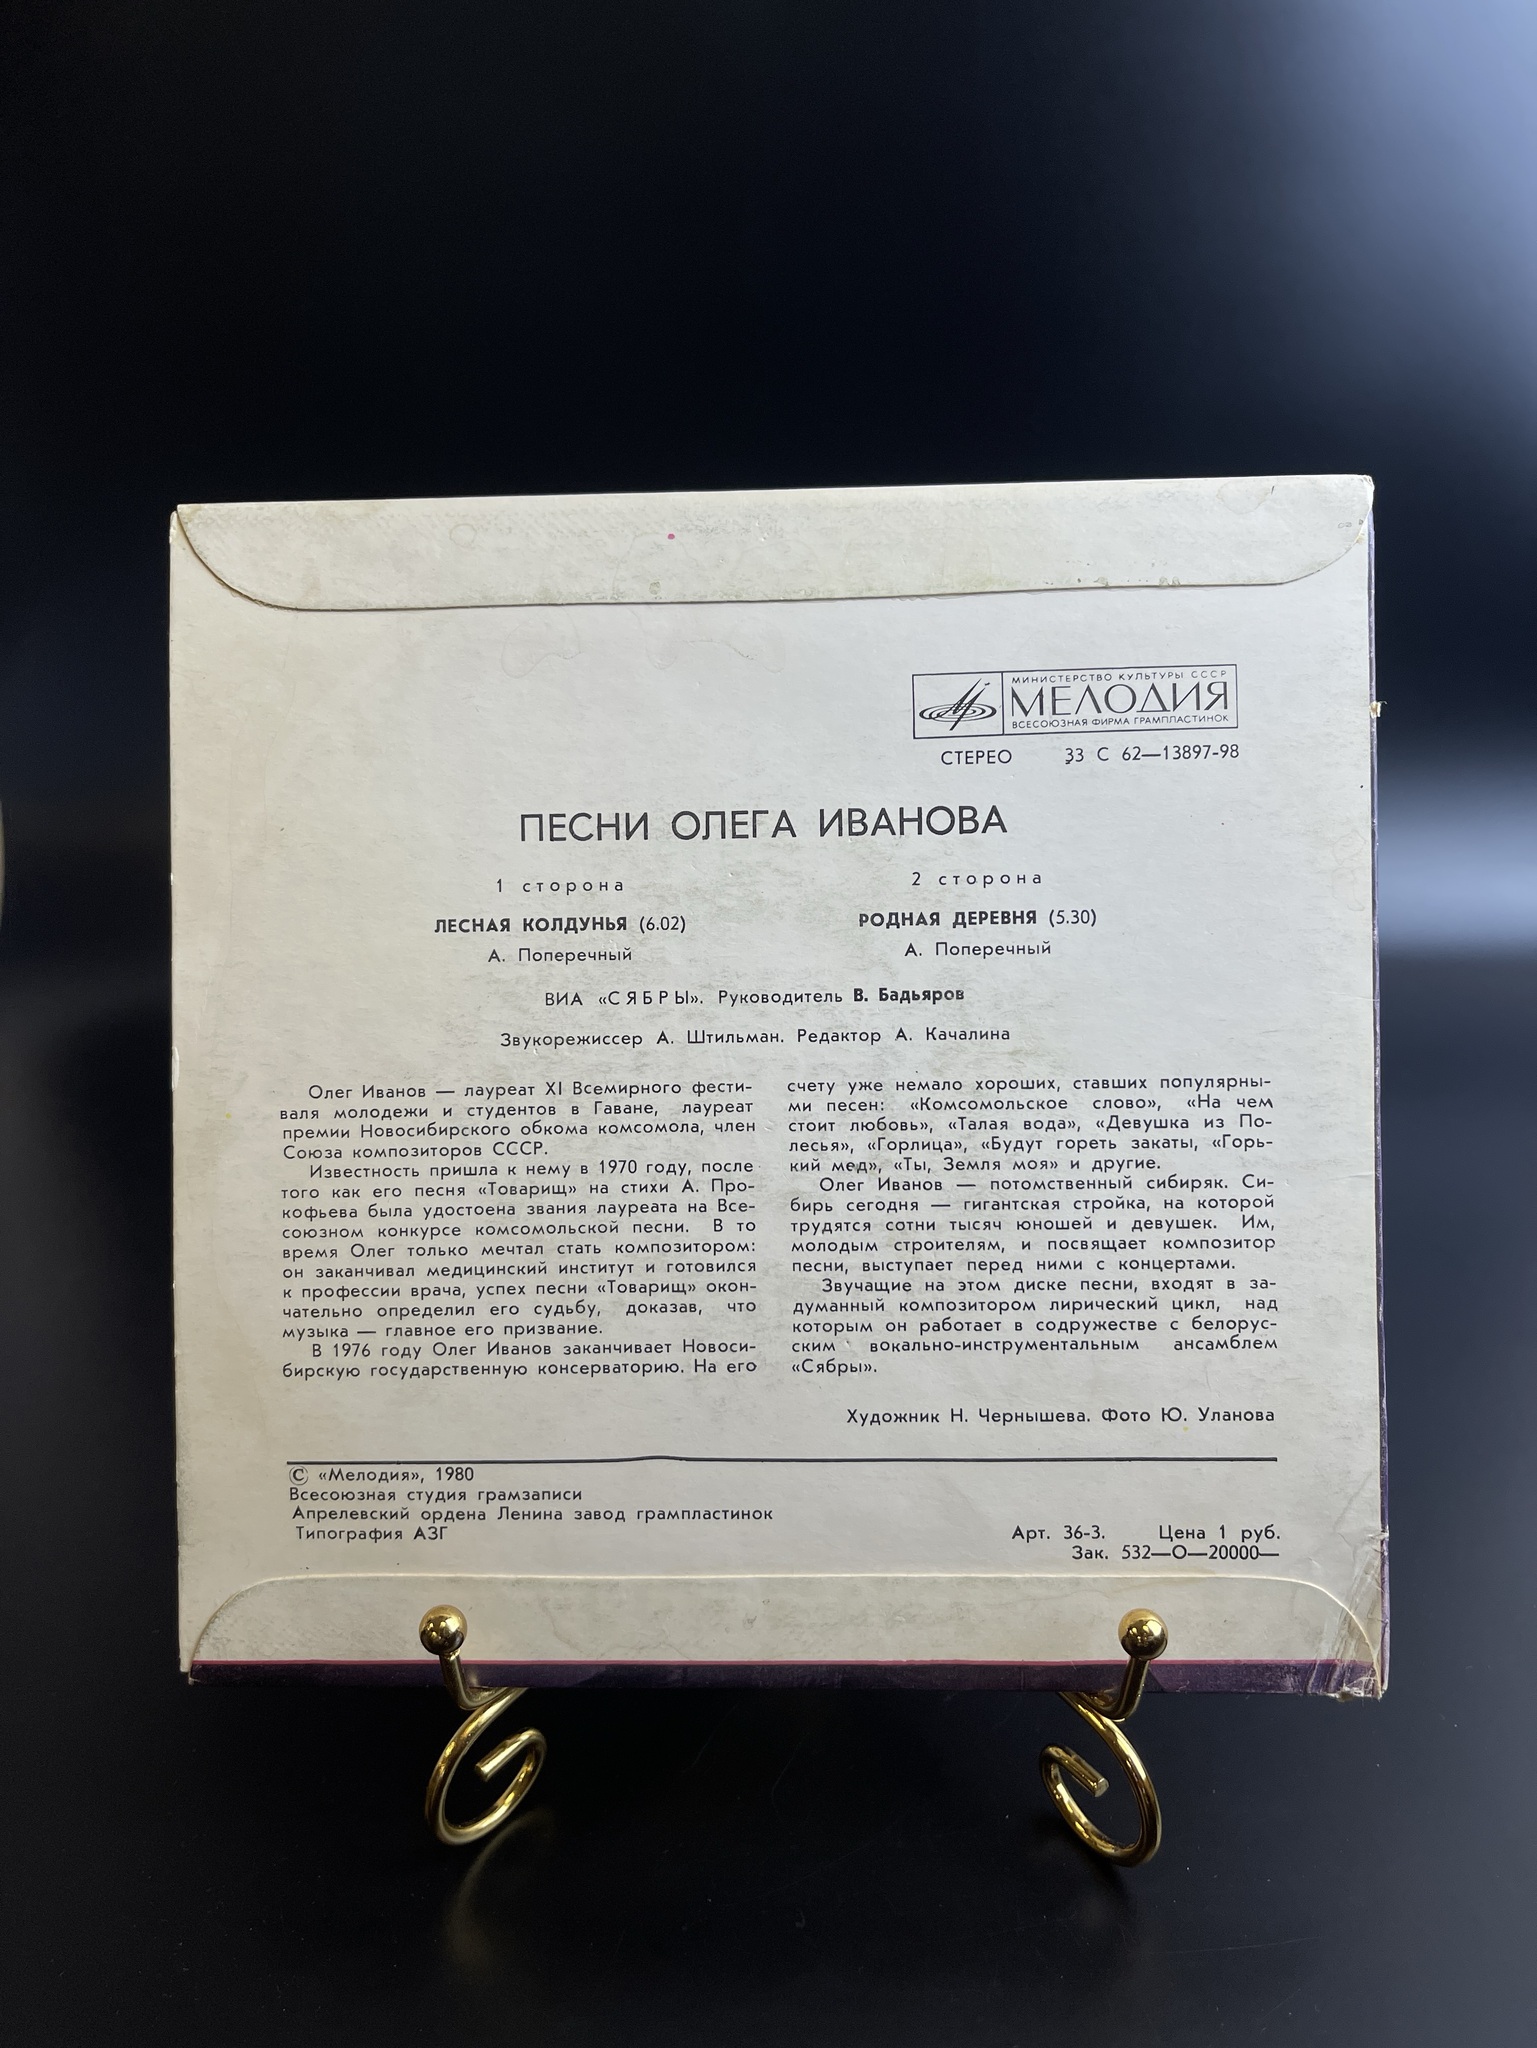 МИНИСТЕРСТВО КУЛЬТУРЫ СССР
МЕЛОДИЯ
ВСЕСОЮЗНАЯ ФИРМА ГРАМПЛАСТИНОК
СТЕРЕО 33 С 62—13897-98
ПЕСНИ ОЛЕГА ИВАНОВА
1 сторона
ЛЕСНАЯ КОЛДУНЬЯ (6.02)
А. Поперечный
2 сторона
РОДНАЯ ДЕРЕВНЯ (5.30)
А. Поперечный
ВИА «СЯБРЫ». Руководитель В. Бадьяров
Звукорежиссер А. Штильман. Редактор А. Качалина
Олег Иванов — лауреат XI Всемирного фести-
валя молодежи и студентов в Гаване, лауреат
премии Новосибирского обкома комсомола, член
Союза композиторов СССР.
Известность пришла к нему в 1970 году, после
того как его песня «Товарищ» на стихи А. Про-
кофьева была удостоена звания лауреата на Все-
союзном конкурсе комсомольской песни. В то
время Олег только мечтал стать композитором:
он заканчивал медицинский институт и готовился
к профессии врача, успех песни «Товарищ» окон-
чательно определил его судьбу, доказав, что
музыка — главное его призвание.
В 1976 году Олег Иванов заканчивает Новоси-
бирскую государственную консерваторию. На его
счету уже немало хороших, ставших популярны-
ми песен: «Комсомольское слово», «На чем
стоит любовь», «Талая вода», «Девушка из По-
лесья», «Горлица», «Будут гореть закаты, «Горь-
кий мед», «Ты, Земля моя» и другие.
Олег Иванов — потомственный сибиряк. Си-
бирь сегодня — гигантская стройка, на которой
трудятся сотни тысяч юношей и девушек. Им,
молодым строителям, и посвящает композитор
песни, выступает перед ними с концертами.
Звучащие на этом диске песни, входят в за-
думанный композитором лирический цикл, над
которым он работает в содружестве с белорус-
ским вокально-инструментальным ансамблем
«Сябры».
Художник Н. Чернышева. Фото Ю. Уланова
© «Мелодия», 1980
Всесоюзная студия грамзаписи
Апрелевский ордена Ленина завод грампластинок
Типография АЗГ
Арт. 36-3. Цена 1 руб.
Зак. 532—О—20000—